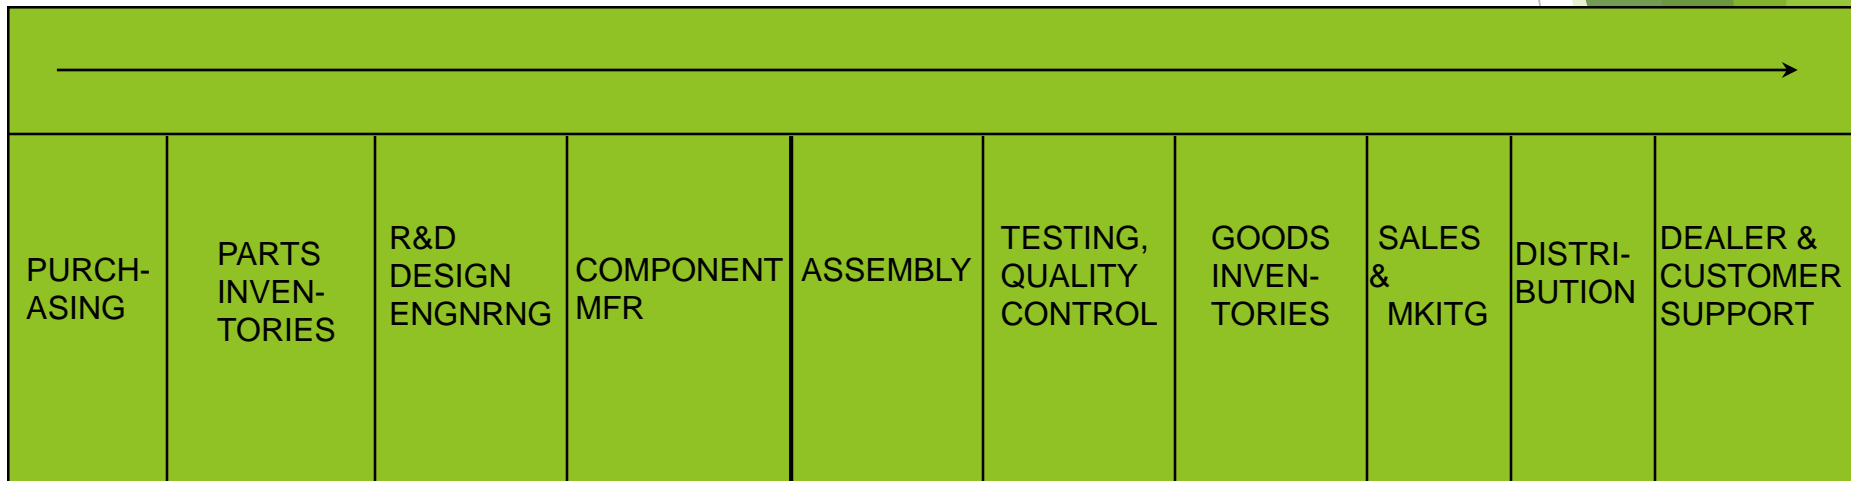 PURCH-
ASING
PARTS
INVEN-
TORIES
R&D
DESIGN
ENGNRNG
COMPONENT
MFR
ASSEMBLY
TESTING,
QUALITY
CONTROL
GOODS
INVEN-
TORIES
SALES
&
MKITG
DISTRI-
BUTION
DEALER &
CUSTOMER
SUPPORT